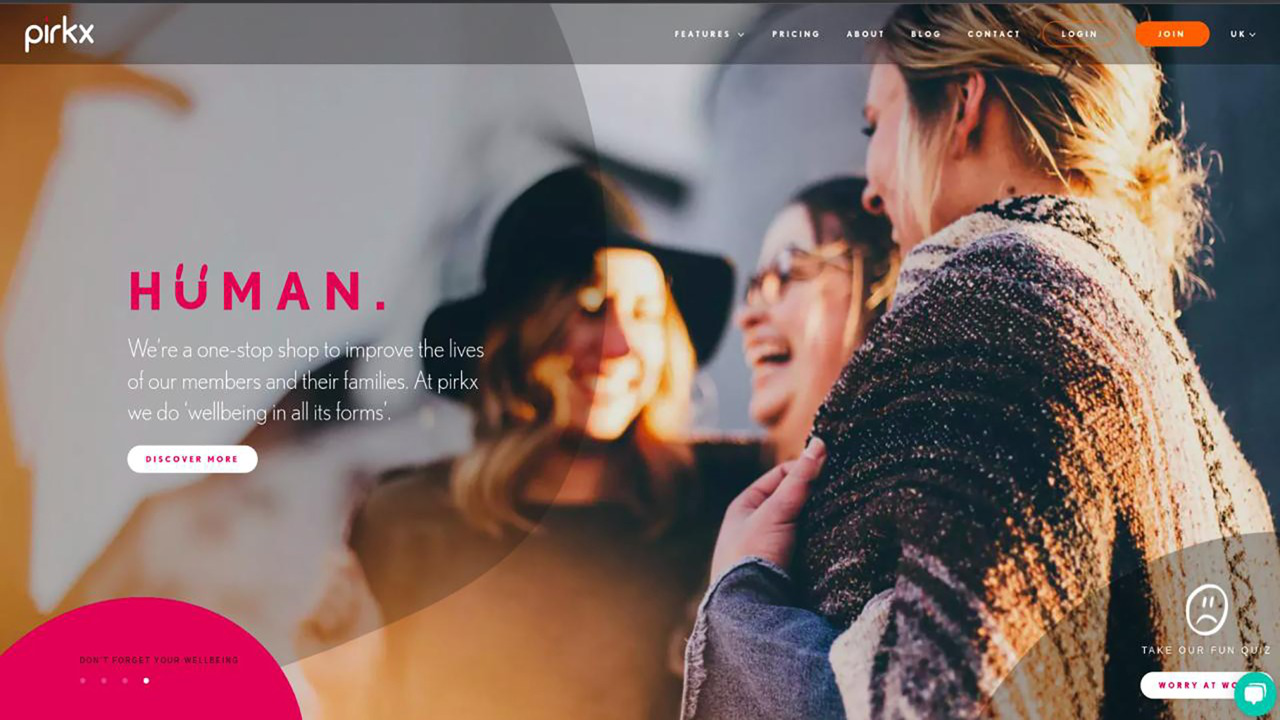 pirkx
FEATURES PRICING ABOUT BLOG CONTACT LOGIN JOIN UK
HUMAN.
We're a one-stop shop to improve the lives
of our members and their families. At pirkx
we do 'wellbeing in all its forms'.
DISCOVER MORE
DON'T FORGET YOUR WELLBEING
TAKE OUR FUN QUIZ
WORRY AT